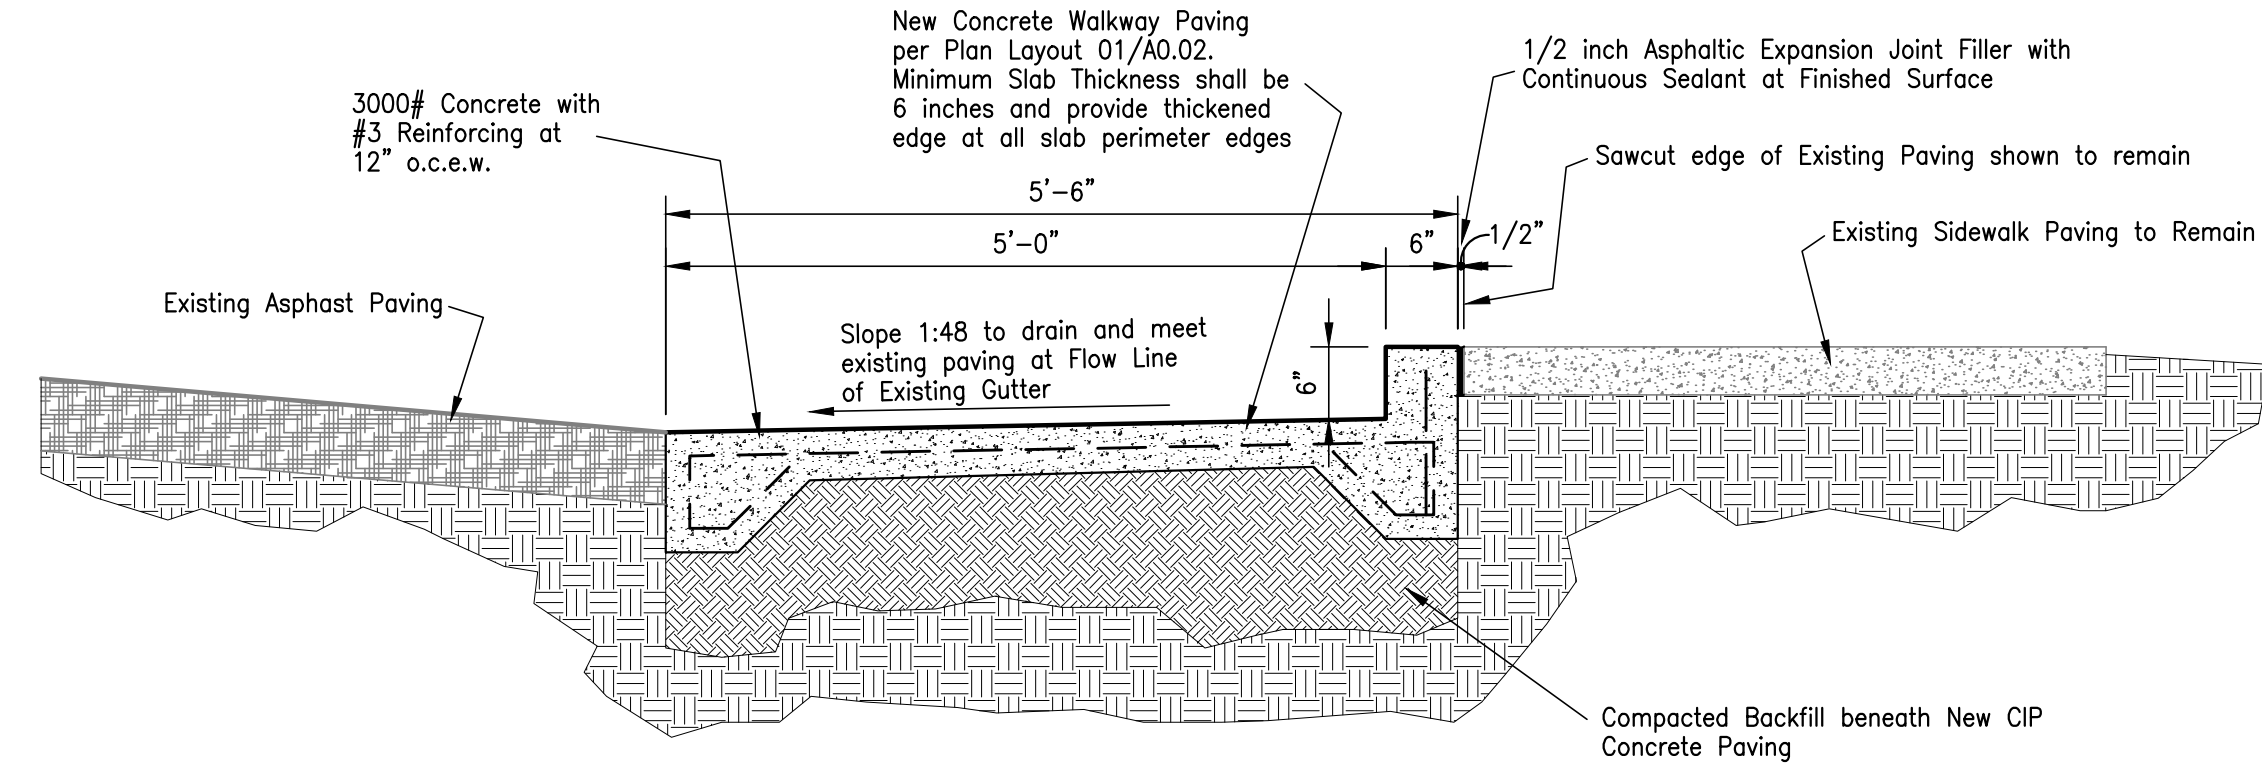 New Concrete Walkway Paving
per Plan Layout 01/A0.02.
Minimum Slab Thickness shall be
6 inches and provide thickened
edge at all slab perimeter edges
1/2 inch Asphaltic Expansion Joint Filler with
Continuous Sealant at Finished Surface
3000# Concrete with
#3 Reinforcing at
12" o.c.e.w.
Sawcut edge of Existing Paving shown to remain
5'-6"
5'-0"
6"
1/2"
Existing Sidewalk Paving to Remain
Existing Asphast Paving
Slope 1:48 to drain and meet
existing paving at Flow Line
of Existing Gutter
6"
Compacted Backfill beneath New CIP
Concrete Paving